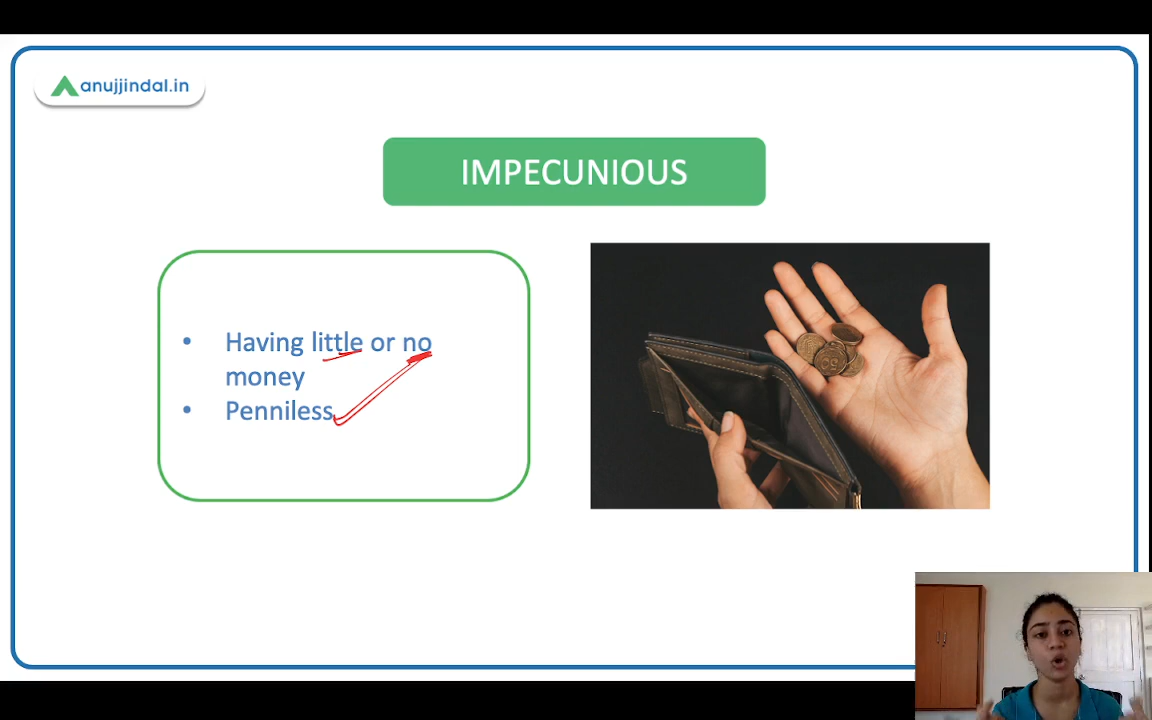 anujjindal.in
IMPECUNIOUS
• Having little or no
money
• Penniless